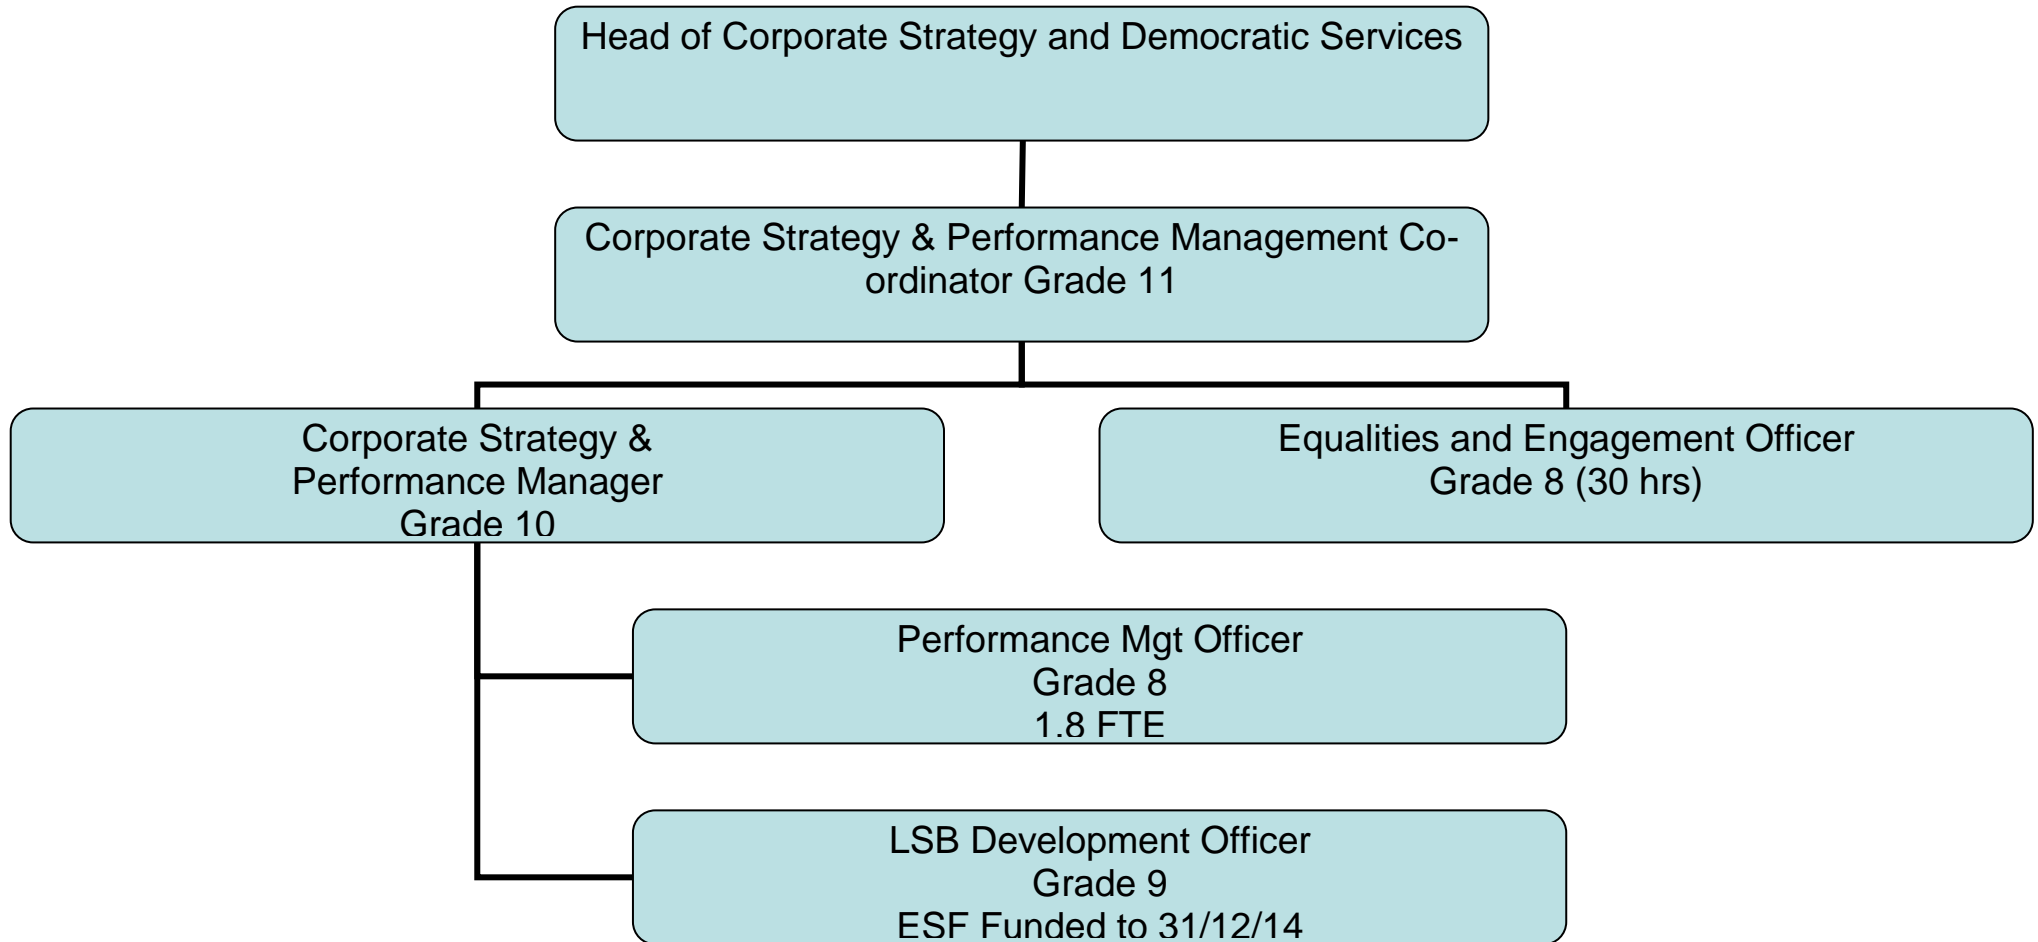 Head of Corporate Strategy and Democratic Services
Corporate Strategy & Performance Management Co-
ordinator Grade 11
Corporate Strategy &
Performance Manager
Grade 10
Equalities and Engagement Officer
Grade 8 (30 hrs)
Performance Mgt Officer
Grade 8
1.8 FTE
LSB Development Officer
Grade 9
ESF Funded to 31/12/14